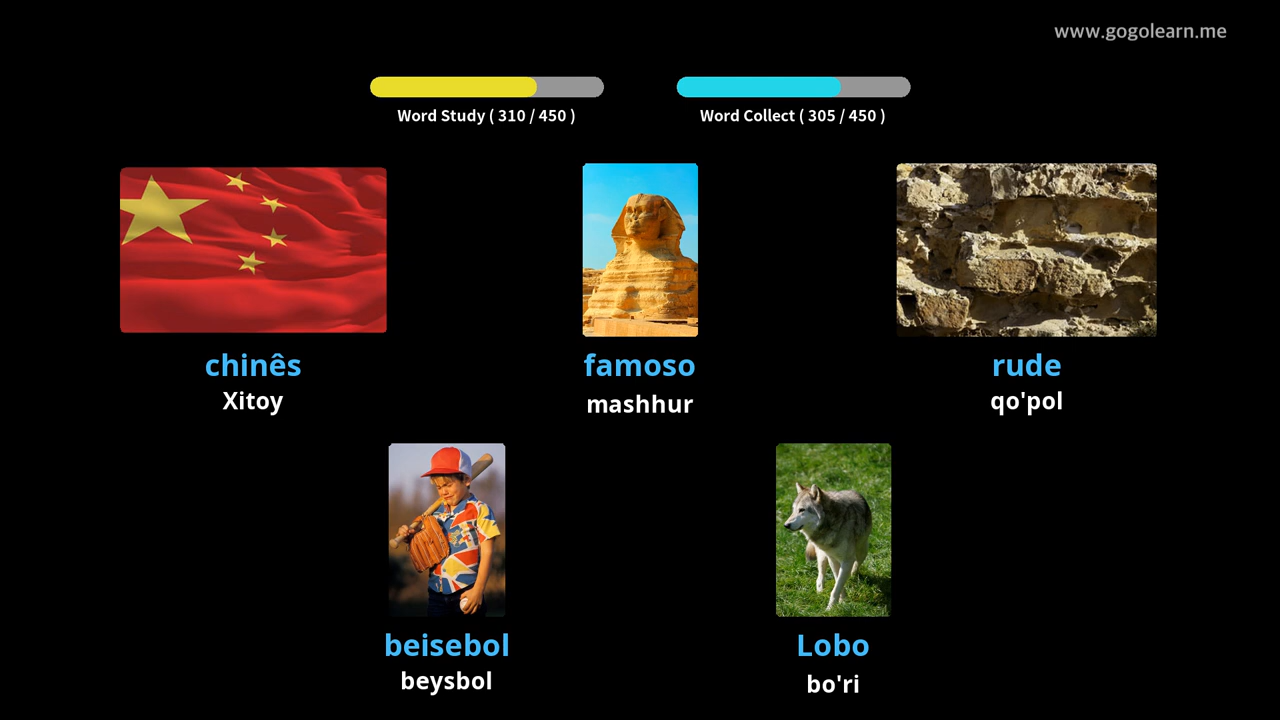 www.gogolearn.me
Word Study ( 310 / 450 )
Word Collect ( 305 / 450 )
chinês
Xitoy
famoso
mashhur
rude
qo'pol
beisebol
beysbol
Lobo
bo'ri